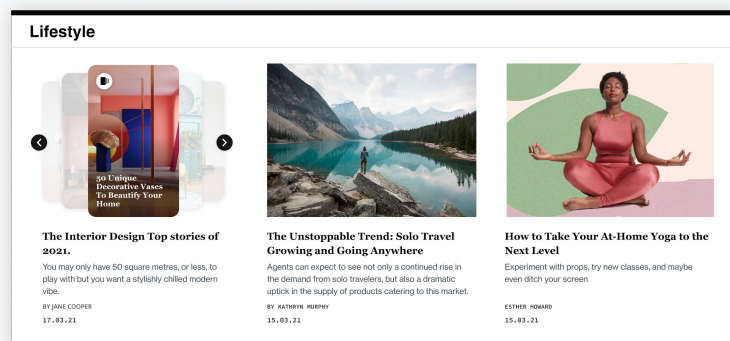 Lifestyle
50 Unique
Decorative Vases
To Beautify Your
Home
The Interior Design Top stories of
2021.
You may only have 50 square metres, or less, to
play with but you want a stylishly chilled modern
vibe.
BY JANE COOPER
17.03.21
The Unstoppable Trend: Solo Travel
Growing and Going Anywhere
Agents can expect to see not only a continued rise in
the demand from solo travelers, but also a dramatic
uptick in the supply of products catering to this market.
BY KATHRYN MURPHY
15.03.21
How to Take Your At-Home Yoga to the
Next Level
Experiment with props, try new classes, and maybe
even ditch your screen
ESTHER HOWARD
15.03.21